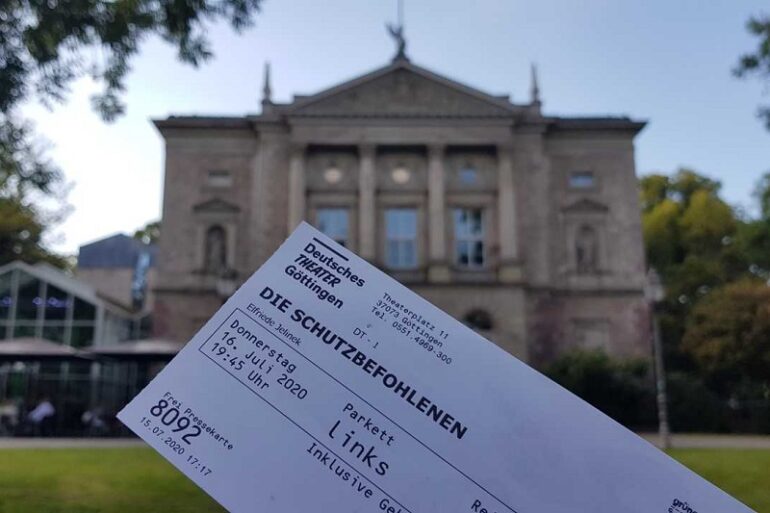 Deutsches
THEATER
Göttingen
Theaterplatz 11
37073 Göttingen
Tel. 0551.4969-300
DT - 1
DIE SCHUTZBEFOHLENEN
Elfriede Jelinek
Donnerstag
16. Juli 2020
19:45 Uhr
Parkett
links
Inklusive
Frei Pressekarte
8092
15.07.2020 17:17